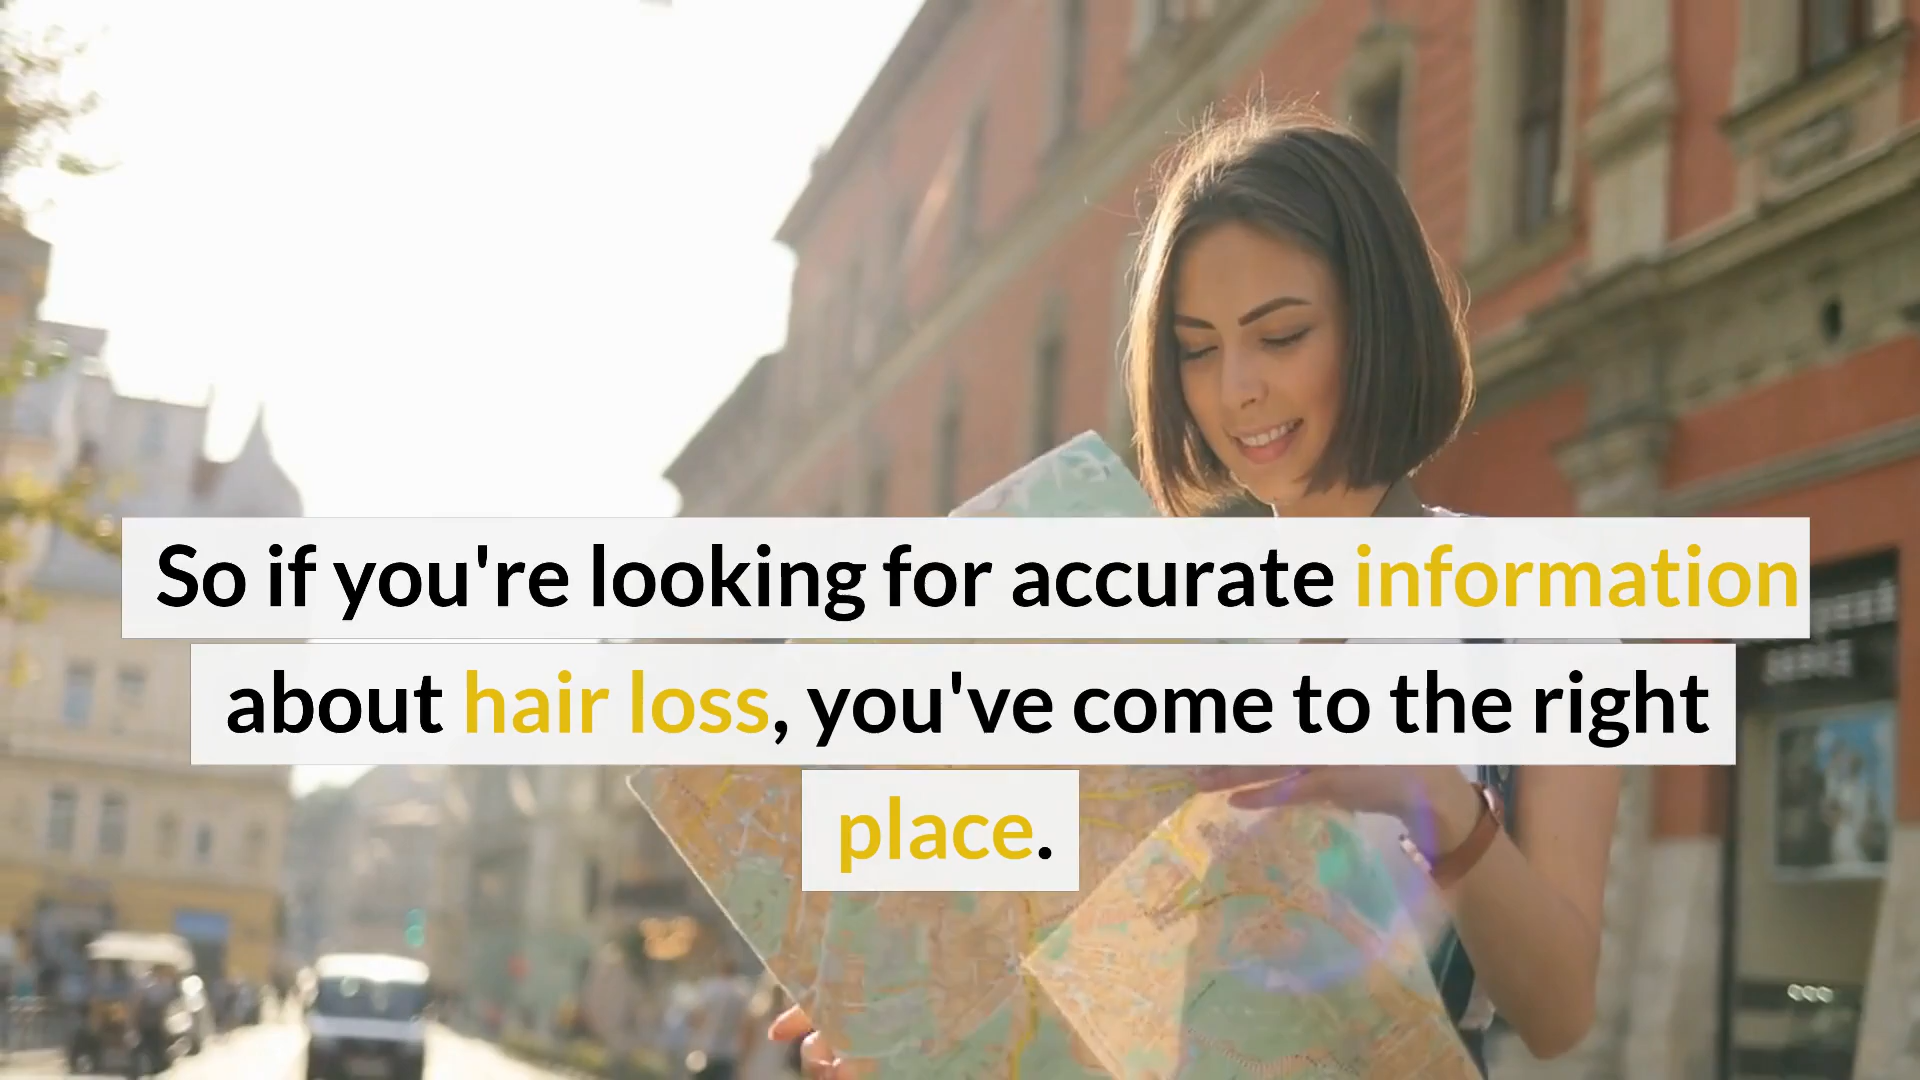 So if you're looking for accurate information
about hair loss, you've come to the right
place.